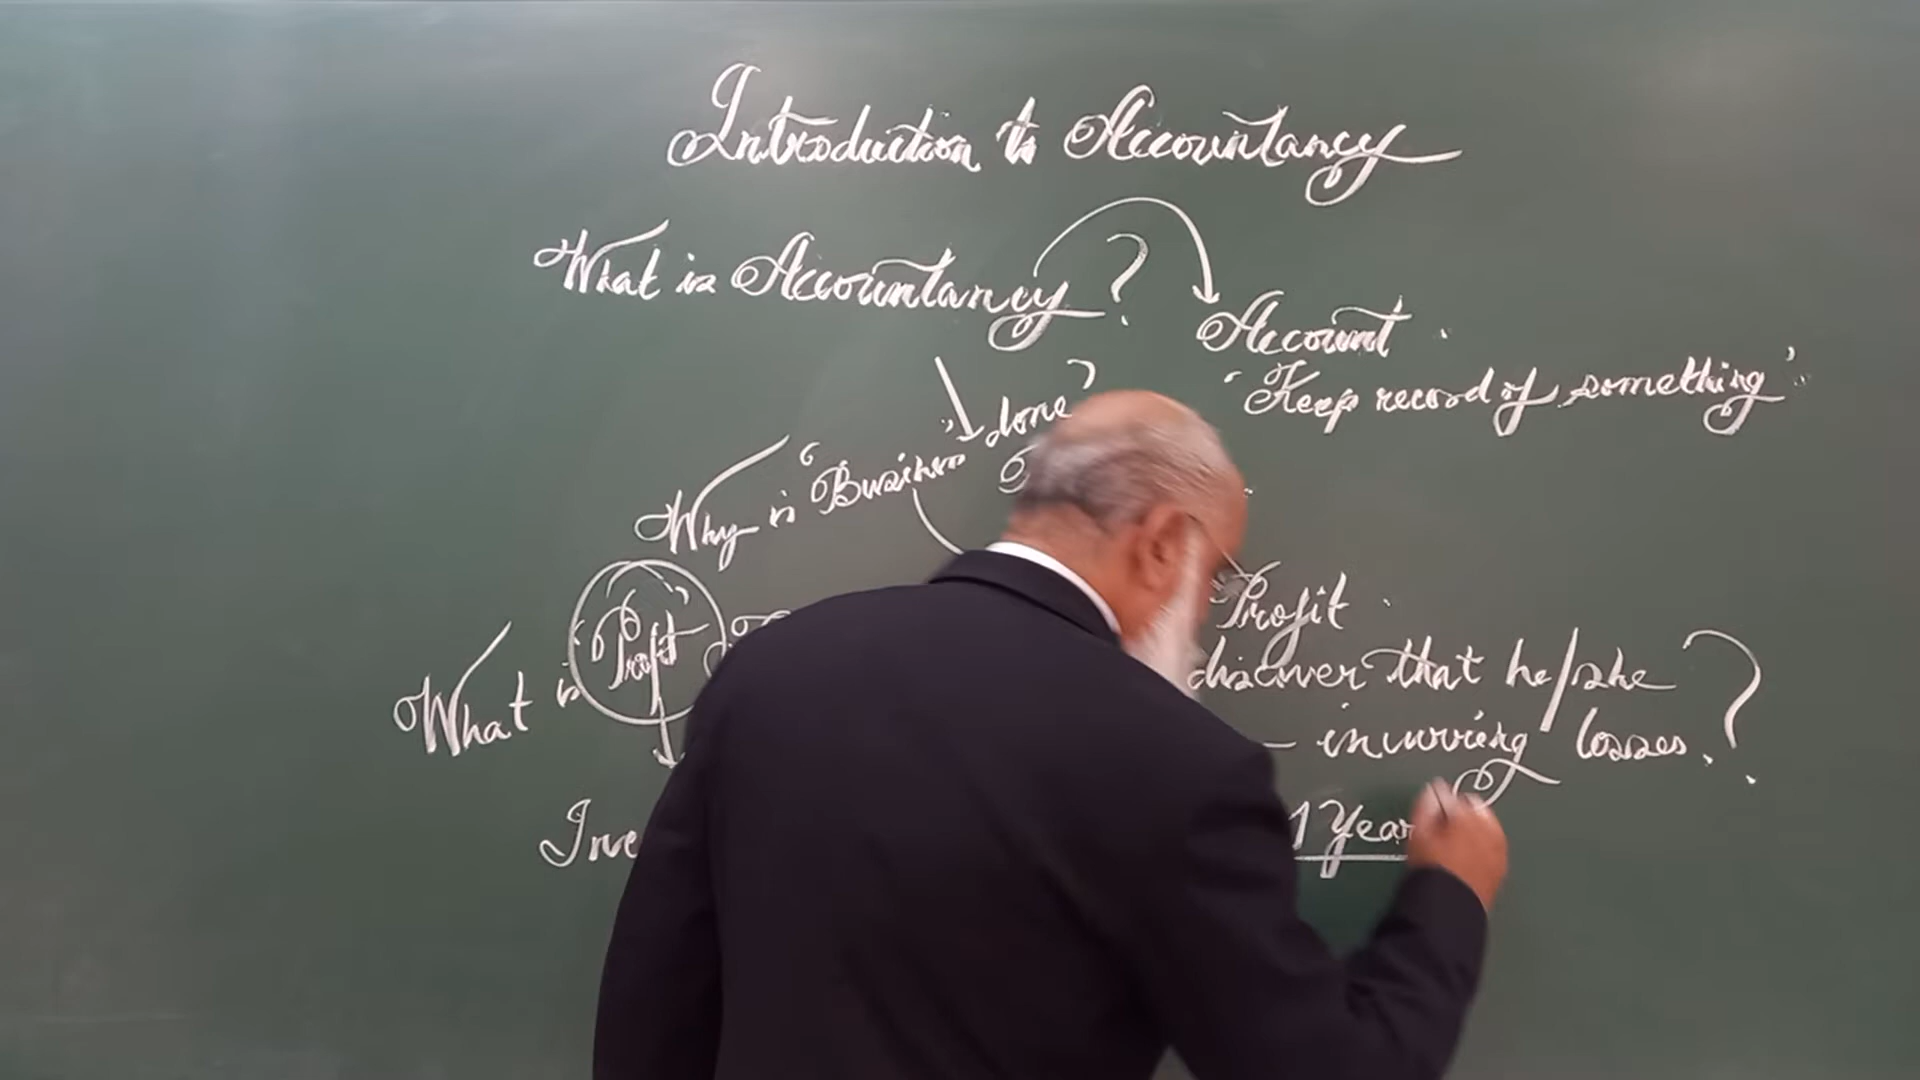 Introduction to Accountancy
What is Accountancy ?
Account
'Keep record of something'
Why is 'Business' done?
Profit
What is 'Profit'
discover that he/she
incurring losses. ?
1 Year